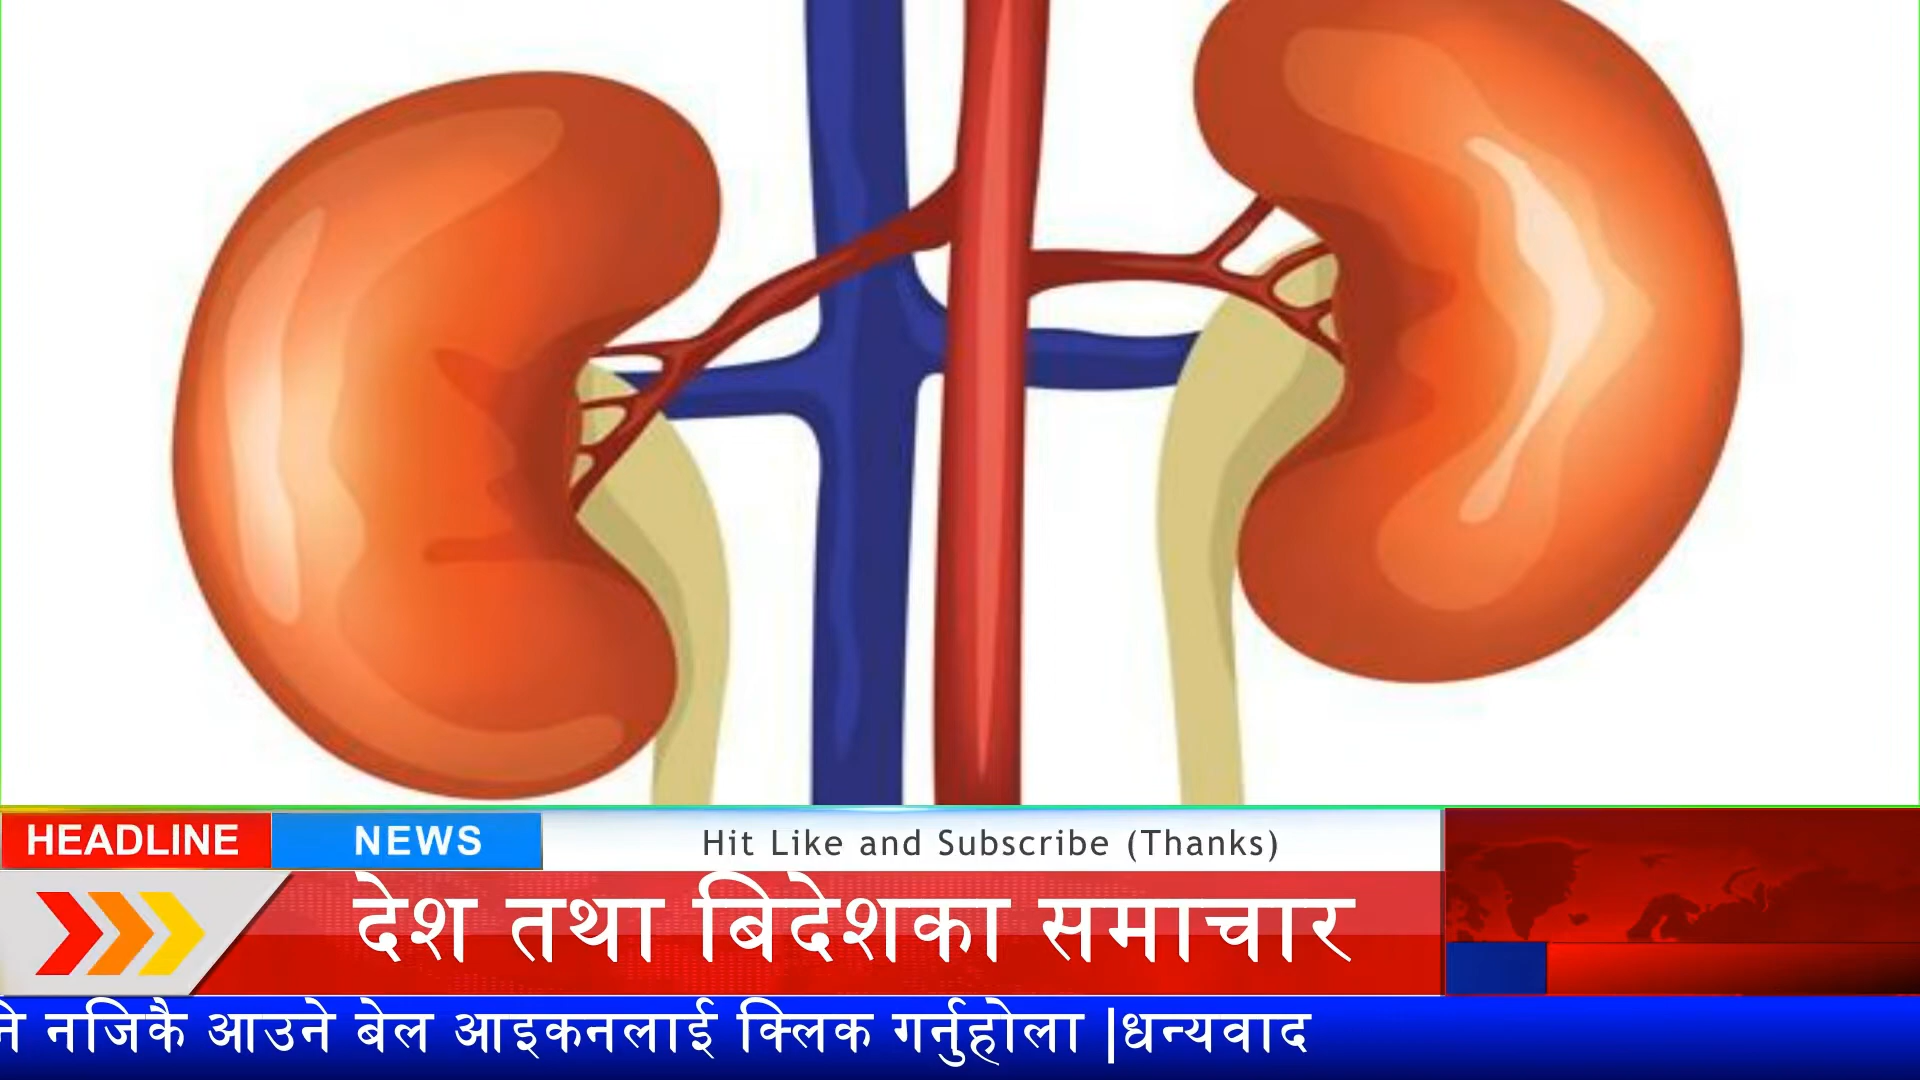 HEADLINE NEWS Hit Like and Subscribe (Thanks)
देश तथा बिदेशका समाचार
नजिकै आउने बेल आइकनलाई क्लिक गर्नुहोला |धन्यवाद